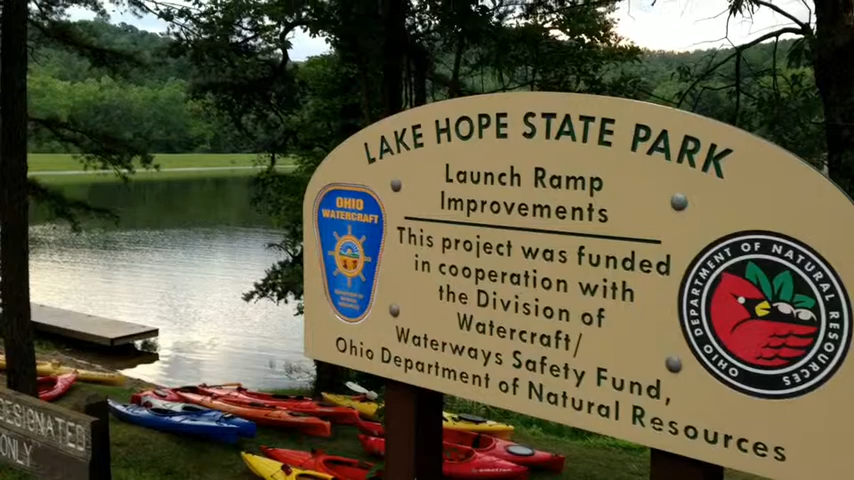 LAKE HOPE STATE PARK
Launch Ramp
Improvements
This project was funded
in cooperation with
the Division of
Watercraft/
Waterways Safety Fund,
Ohio Department of Natural Resources
OHIO
WATERCRAFT
OHIO DEPARTMENT OF NATURAL RESOURCES
DESIGNATED
ONLY